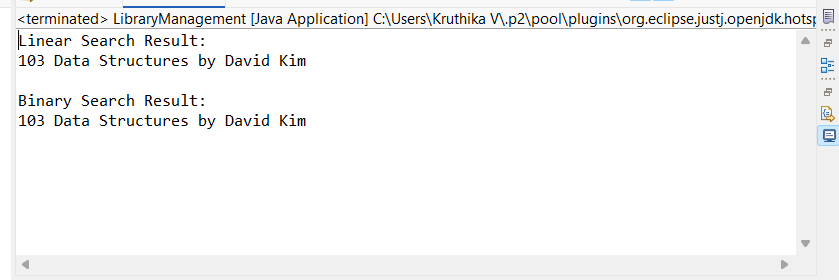 <terminated> LibraryManagement [Java Application] C:\Users\Kruthika V\.p2\pool\plugins\org.eclipse.justj.openjdk.hotsp
Linear Search Result:
103 Data Structures by David Kim
Binary Search Result:
103 Data Structures by David Kim